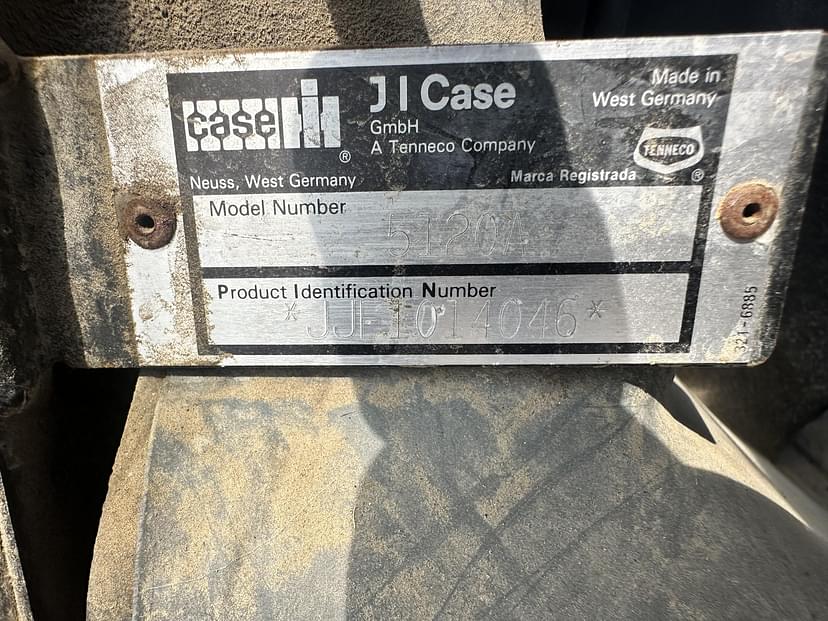 case IH ®
J I Case
GmbH
A Tenneco Company
Made in
West Germany
TENNECO ®
Neuss, West Germany
Marca Registrada
Model Number
5120A
Product Identification Number
*JJF1014046*
321-6885